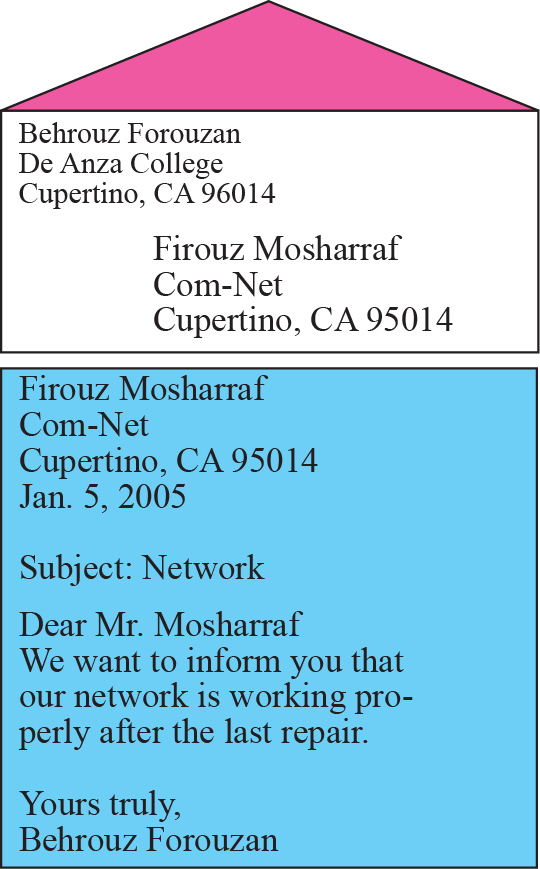 Behrouz Forouzan
De Anza College
Cupertino, CA 96014
Firouz Mosharraf
Com-Net
Cupertino, CA 95014
Firouz Mosharraf
Com-Net
Cupertino, CA 95014
Jan. 5, 2005
Subject: Network
Dear Mr. Mosharraf
We want to inform you that
our network is working pro-
perly after the last repair.
Yours truly,
Behrouz Forouzan